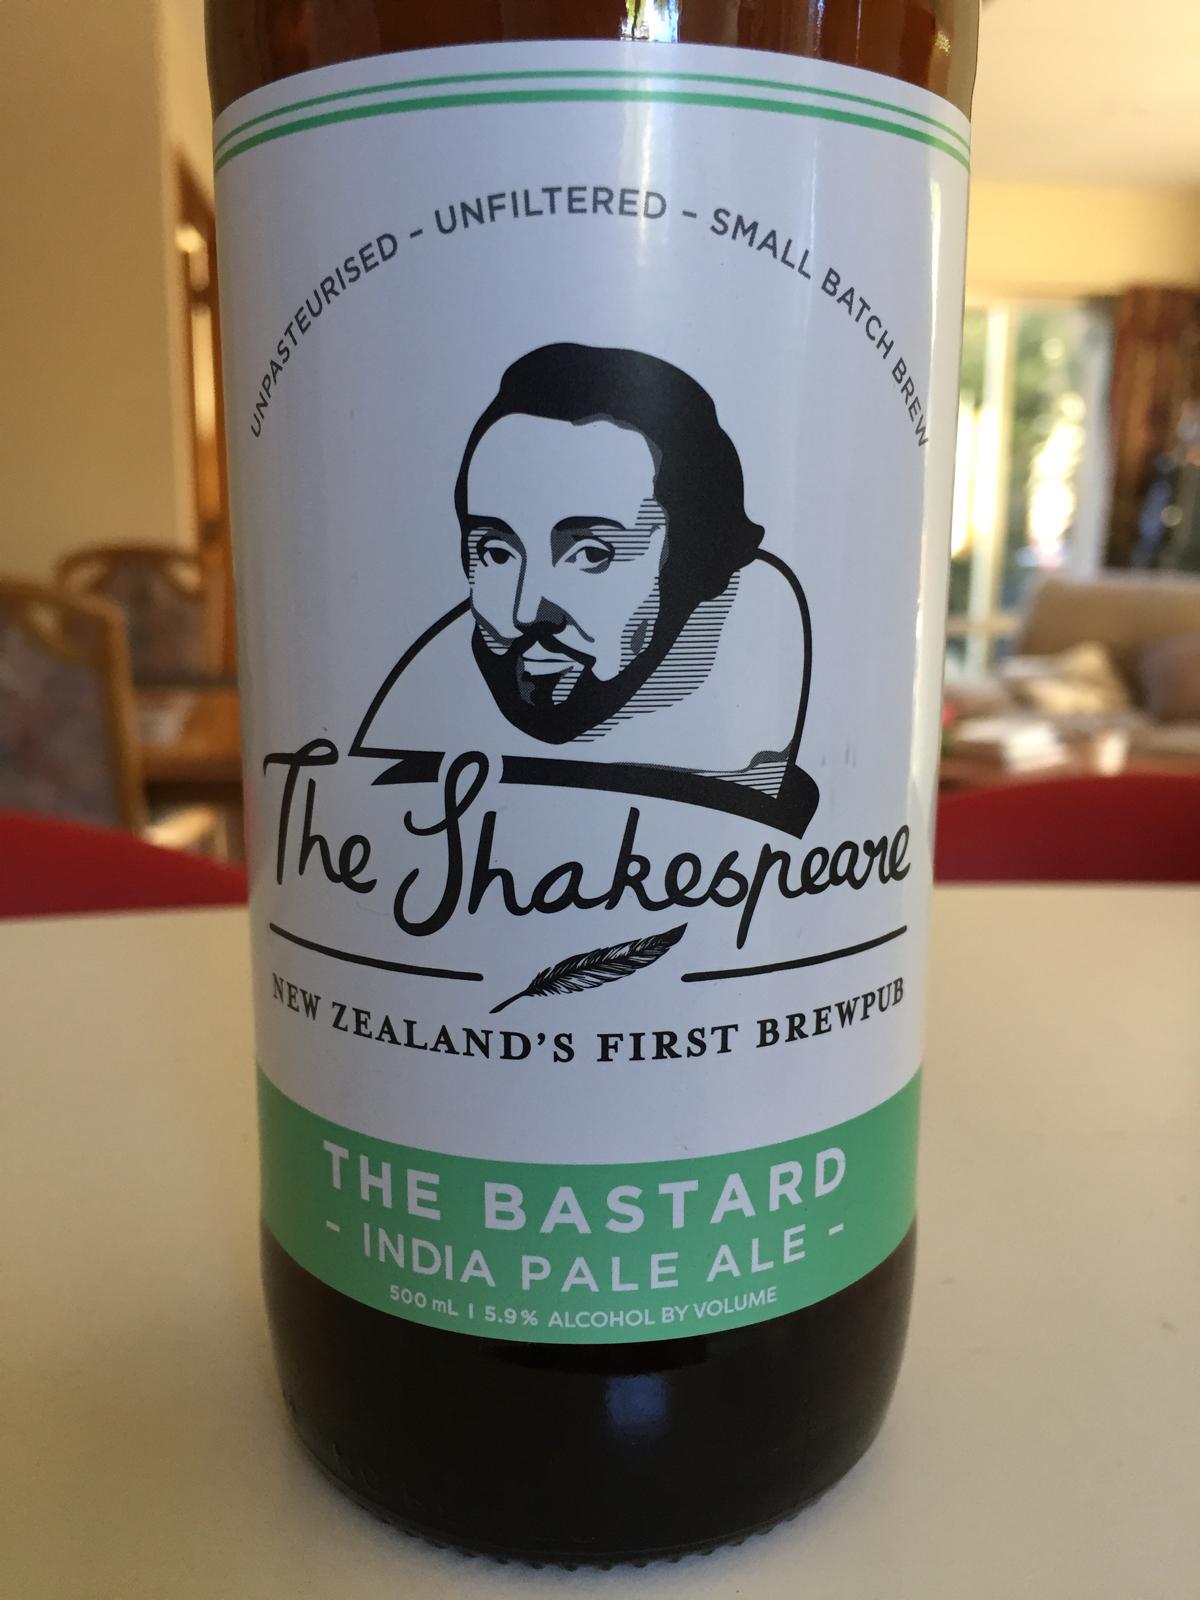 UNPASTEURISED - UNFILTERED - SMALL BATCH BREW
The Shakespeare
NEW ZEALAND'S FIRST BREWPUB
THE BASTARD
- INDIA PALE ALE -
500 mL | 5.9% ALCOHOL BY VOLUME